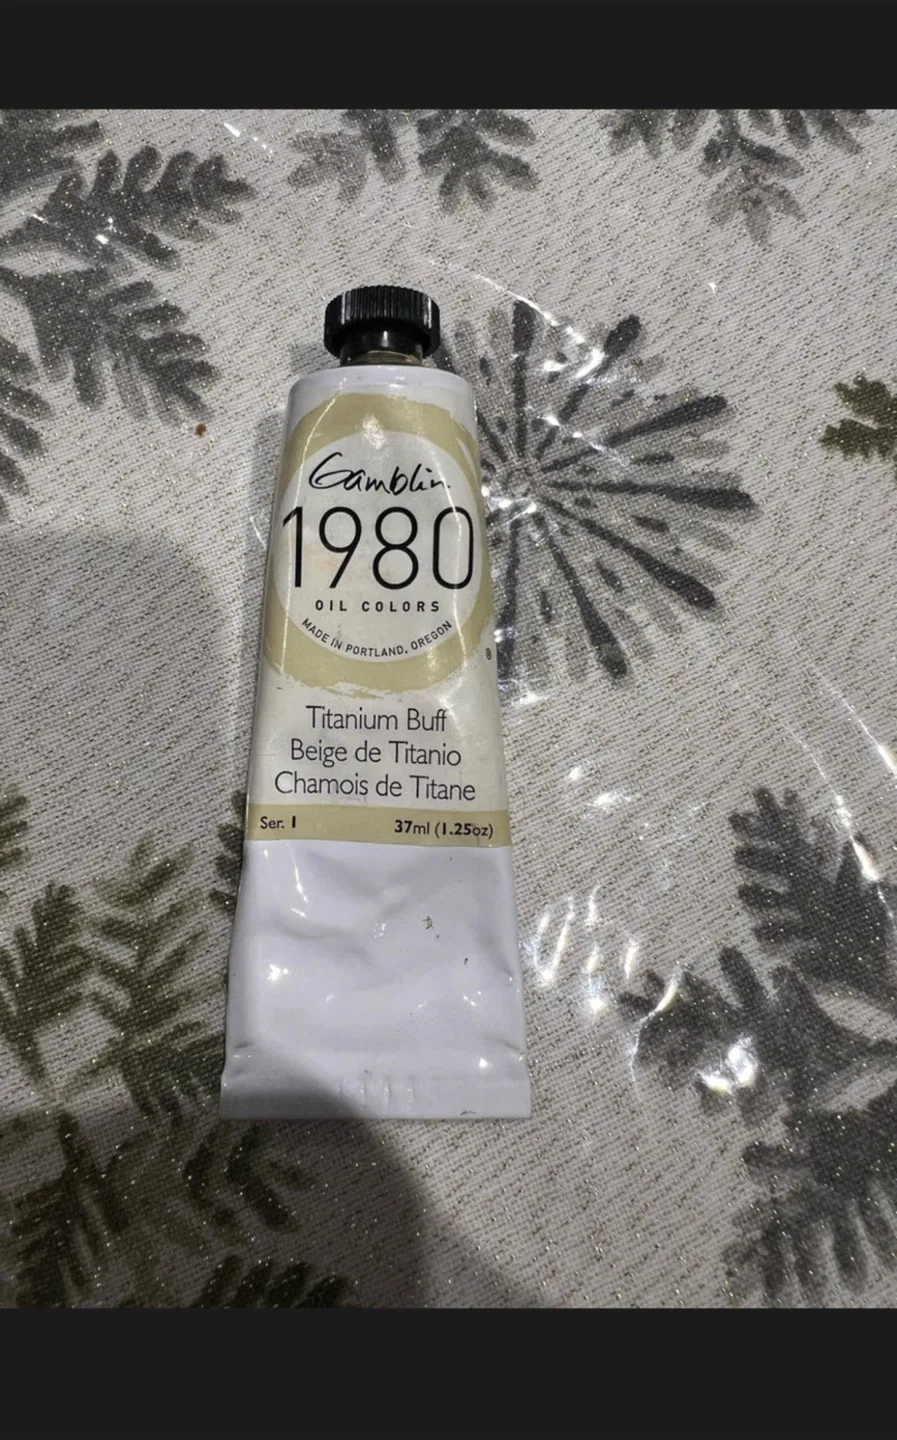 Gamblin
1980
OIL COLORS
MADE IN PORTLAND, OREGON
®
Titanium Buff
Beige de Titanio
Chamois de Titane
Ser. 1 37ml (1.25oz)